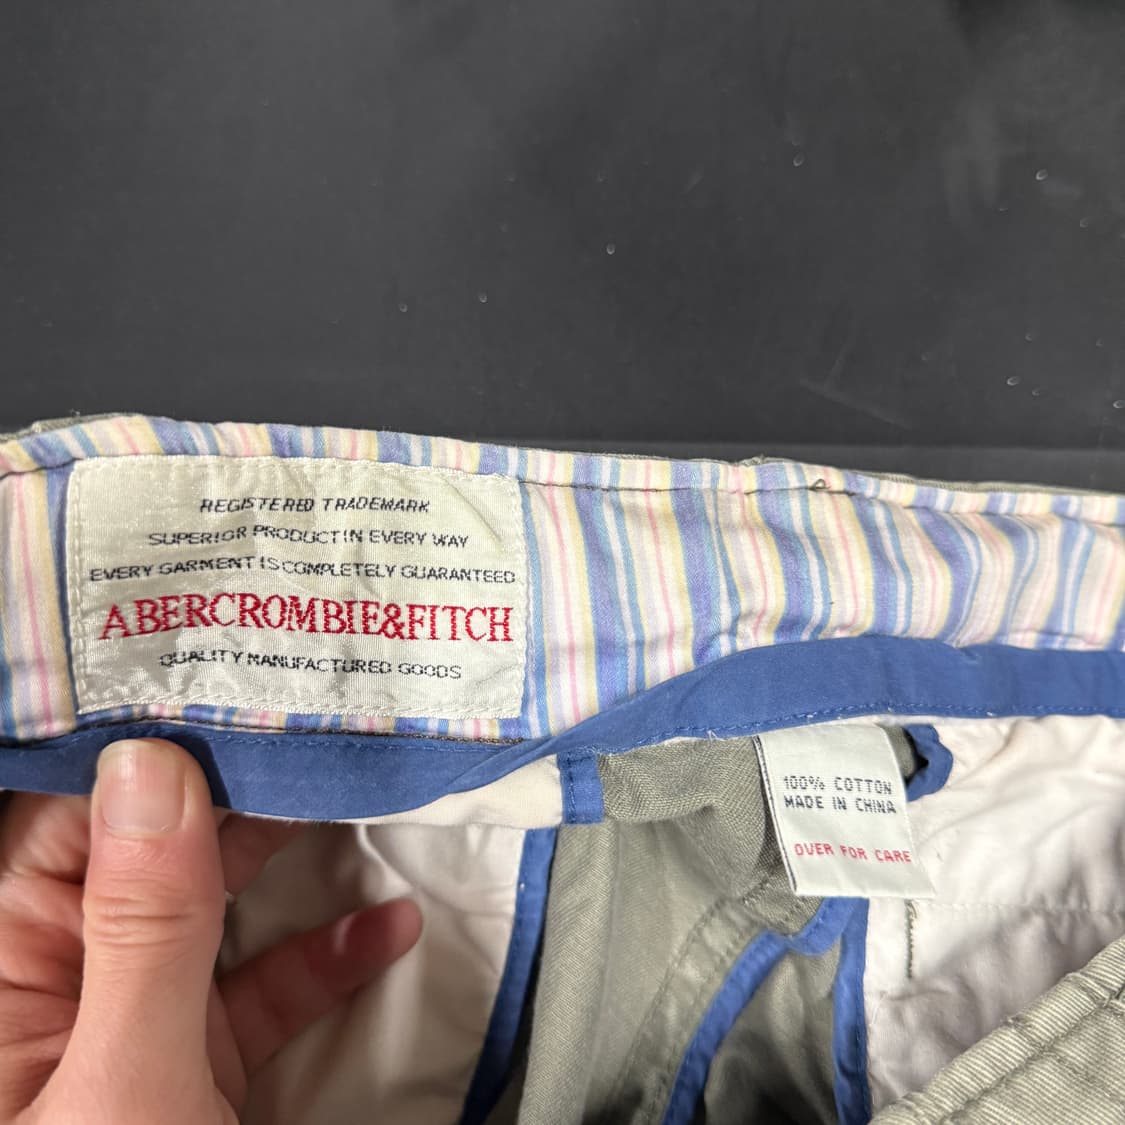 REGISTERED TRADEMARK
SUPERIOR PRODUCT IN EVERY WAY
EVERY GARMENT IS COMPLETELY GUARANTEED
ABERCROMBIE&FITCH
QUALITY MANUFACTURED GOODS
100% COTTON
MADE IN CHINA
OVER FOR CARE